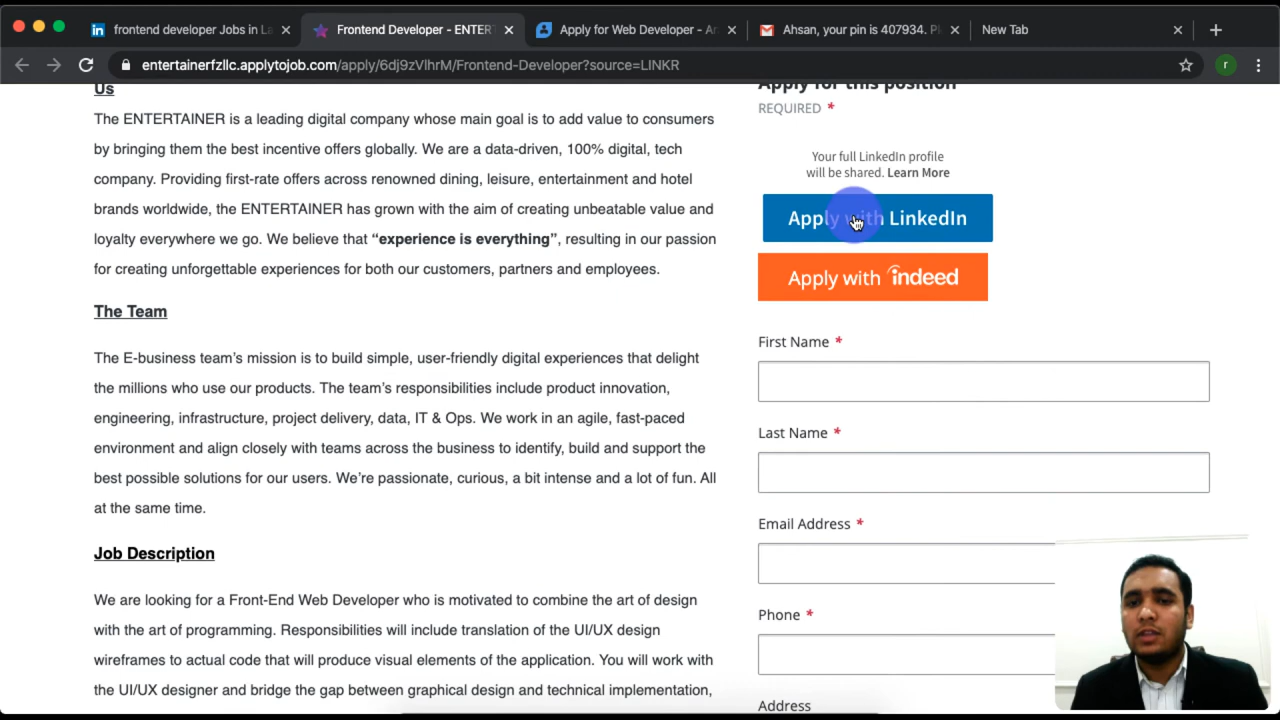 frontend developer Jobs in La
Frontend Developer - ENTER
Apply for Web Developer - Ar
Ahsan, your pin is 407934. Pl
New Tab
entertainerfzllc.applytojob.com/apply/6dj9zVlhrM/Frontend-Developer?source=LINKR
r
Us
The ENTERTAINER is a leading digital company whose main goal is to add value to consumers
by bringing them the best incentive offers globally. We are a data-driven, 100% digital, tech
company. Providing first-rate offers across renowned dining, leisure, entertainment and hotel
brands worldwide, the ENTERTAINER has grown with the aim of creating unbeatable value and
loyalty everywhere we go. We believe that “experience is everything”, resulting in our passion
for creating unforgettable experiences for both our customers, partners and employees.
The Team
The E-business team’s mission is to build simple, user-friendly digital experiences that delight
the millions who use our products. The team’s responsibilities include product innovation,
engineering, infrastructure, project delivery, data, IT & Ops. We work in an agile, fast-paced
environment and align closely with teams across the business to identify, build and support the
best possible solutions for our users. We’re passionate, curious, a bit intense and a lot of fun. All
at the same time.
Job Description
We are looking for a Front-End Web Developer who is motivated to combine the art of design
with the art of programming. Responsibilities will include translation of the UI/UX design
wireframes to actual code that will produce visual elements of the application. You will work with
the UI/UX designer and bridge the gap between graphical design and technical implementation,
Apply for this position
REQUIRED *
Your full LinkedIn profile
will be shared. Learn More
Apply with LinkedIn
Apply with indeed
First Name *
Last Name *
Email Address *
Phone *
Address